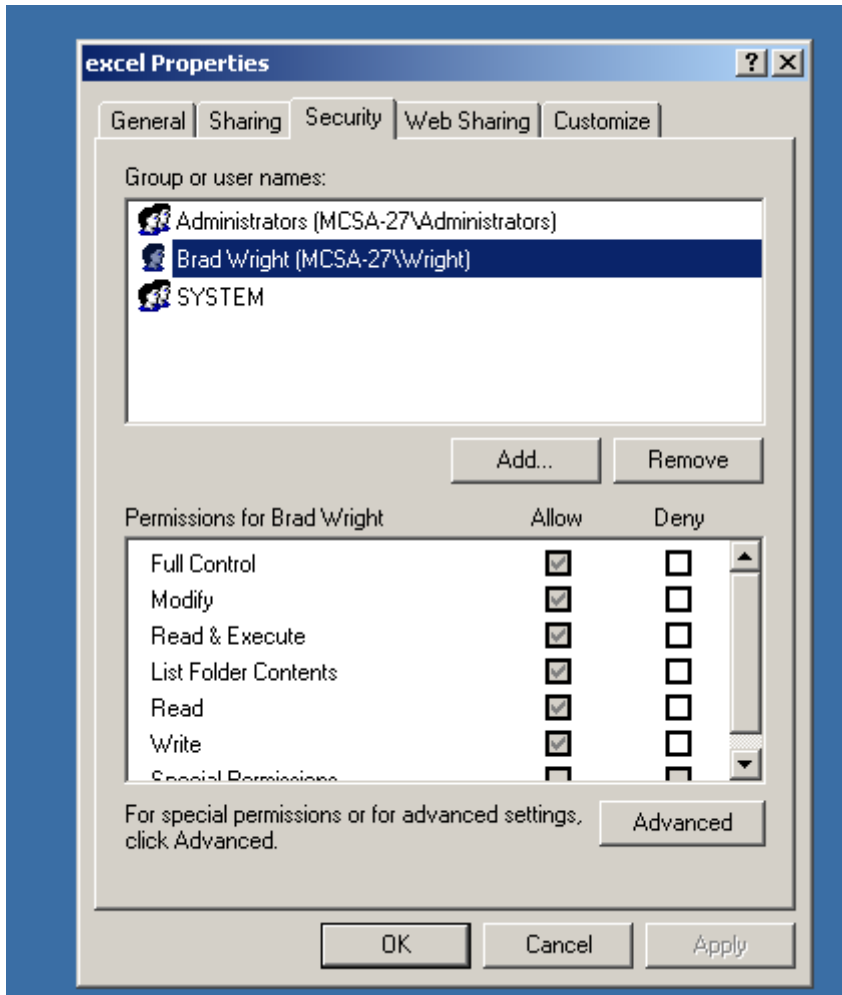 excel Properties
General Sharing Security Web Sharing Customize
Group or user names:
Administrators (MCSA-27\Administrators)
Brad Wright (MCSA-27\Wright)
SYSTEM
Add... Remove
Permissions for Brad Wright Allow Deny
Full Control
Modify
Read & Execute
List Folder Contents
Read
Write
Special Permissions
For special permissions or for advanced settings,
click Advanced.
Advanced
OK Cancel Apply